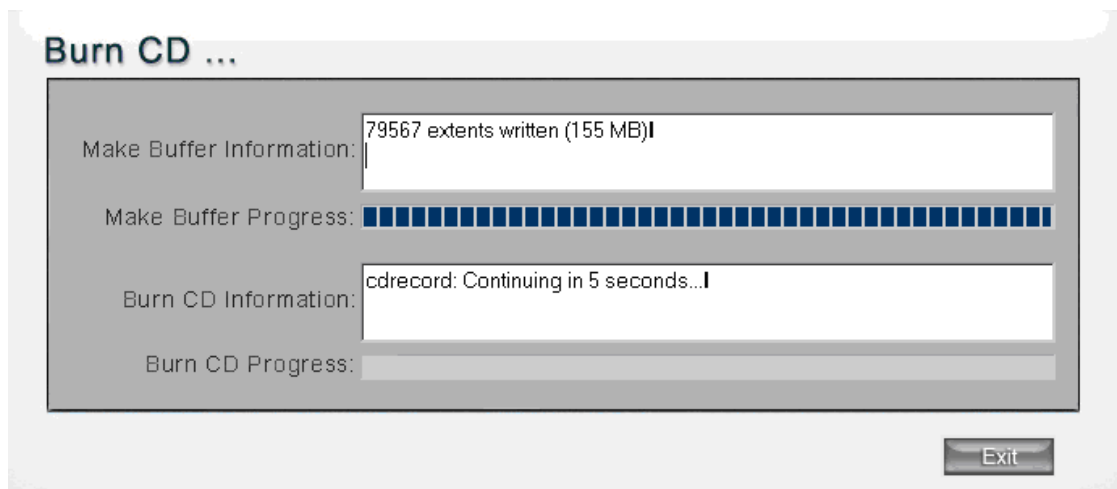 Burn CD ...
Make Buffer Information:
79567 extents written (155 MB)
Make Buffer Progress:
Burn CD Information:
cdrecord: Continuing in 5 seconds...
Burn CD Progress:
Exit